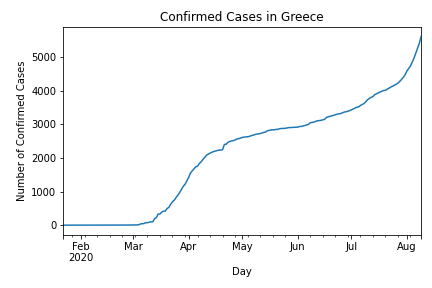 Confirmed Cases in Greece
Number of Confirmed Cases
5000
4000
3000
2000
1000
0
Feb
2020
Mar
Apr
May
Jun
Jul
Aug
Day